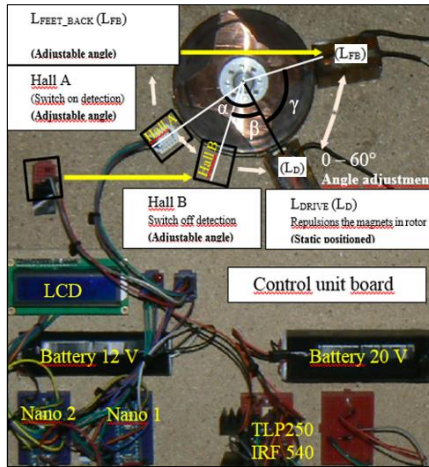 LFEET_BACK (LFB)
(Adjustable angle)
Hall A
(Switch on detection)
(Adjustable angle)
(LFB)
Hall A
Hall B
α
β
γ
(LD)
0 – 60°
Angle adjustment
Hall B
Switch off detection
(Adjustable angle)
LDRIVE (LD)
Repulsions the magnets in rotor
(Static positioned)
LCD
Control unit board
Battery 12 V
Battery 20 V
Nano 2
Nano 1
TLP250
IRF 540